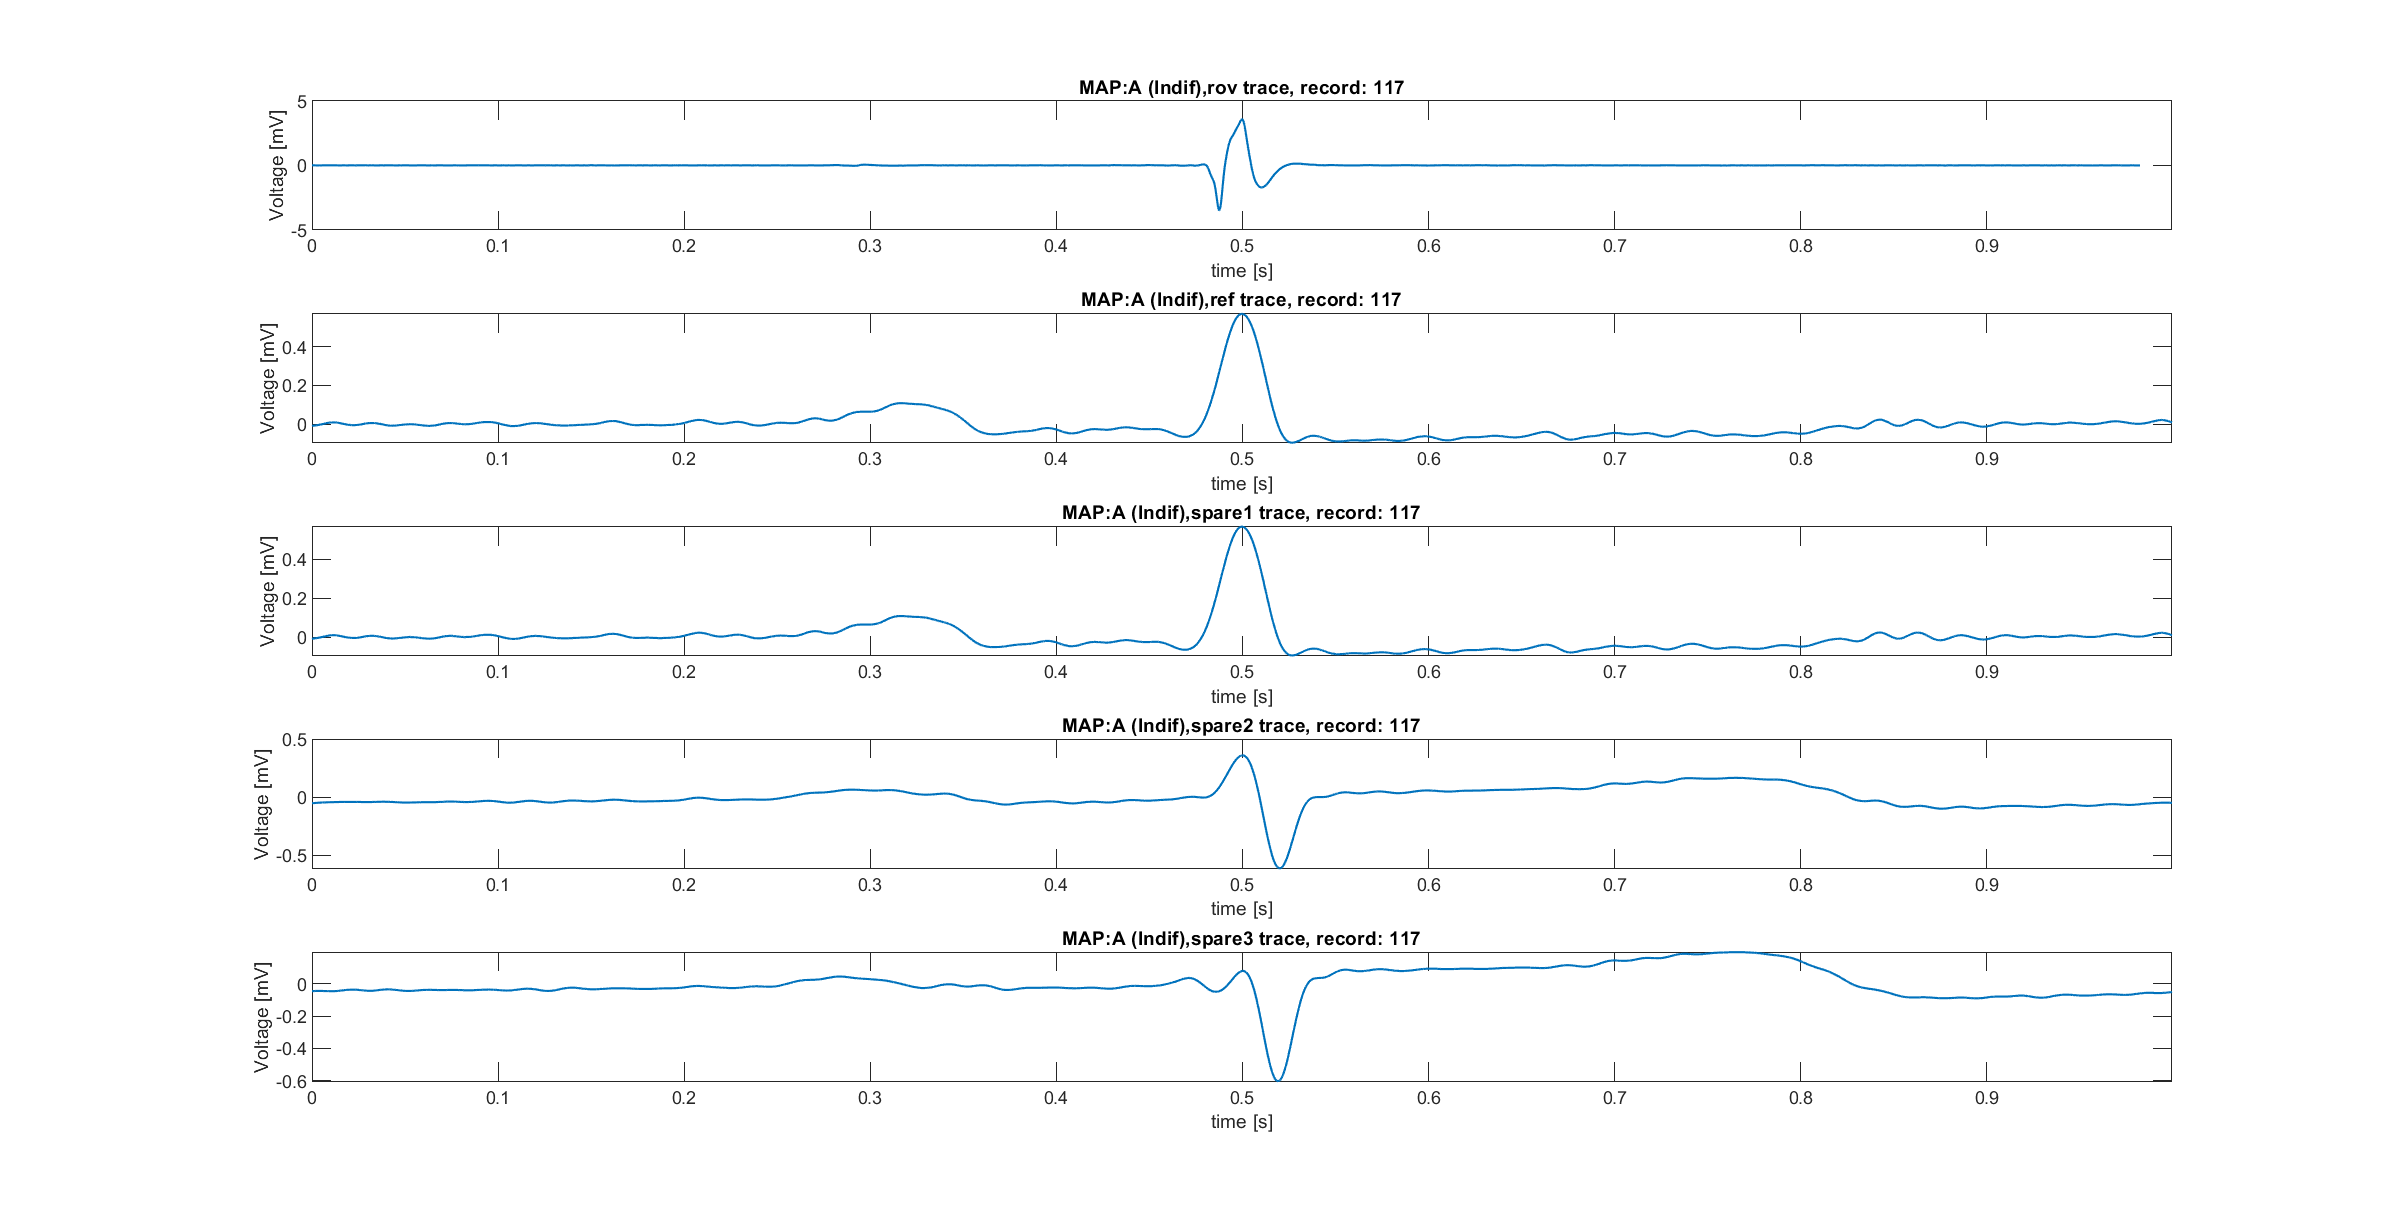 MAP:A (Indif),rov trace, record: 117
Voltage [mV]
5
0
-5
0 0.1 0.2 0.3 0.4 0.5 0.6 0.7 0.8 0.9
time [s]
MAP:A (Indif),ref trace, record: 117
Voltage [mV]
0.4
0.2
0
0 0.1 0.2 0.3 0.4 0.5 0.6 0.7 0.8 0.9
time [s]
MAP:A (Indif),spare1 trace, record: 117
Voltage [mV]
0.4
0.2
0
0 0.1 0.2 0.3 0.4 0.5 0.6 0.7 0.8 0.9
time [s]
MAP:A (Indif),spare2 trace, record: 117
Voltage [mV]
0.5
0
-0.5
0 0.1 0.2 0.3 0.4 0.5 0.6 0.7 0.8 0.9
time [s]
MAP:A (Indif),spare3 trace, record: 117
Voltage [mV]
0
-0.2
-0.4
-0.6
0 0.1 0.2 0.3 0.4 0.5 0.6 0.7 0.8 0.9
time [s]